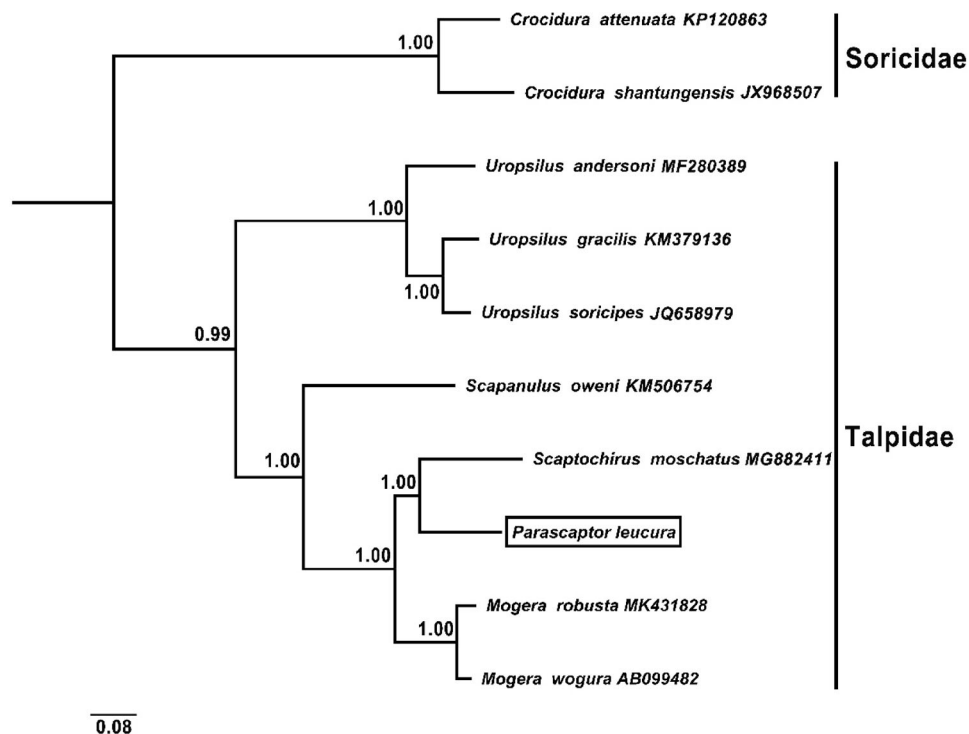 Crocidura attenuata KP120863
1.00
Soricidae
Crocidura shantungensis JX968507
Uropsilus andersoni MF280389
1.00
Uropsilus gracilis KM379136
1.00
Uropsilus soricipes JQ658979
0.99
Scapanulus oweni KM506754
Talpidae
1.00
Scaptochirus moschatus MG882411
1.00
Parascaptor leucura
1.00
Mogera robusta MK431828
1.00
Mogera wogura AB099482
0.08